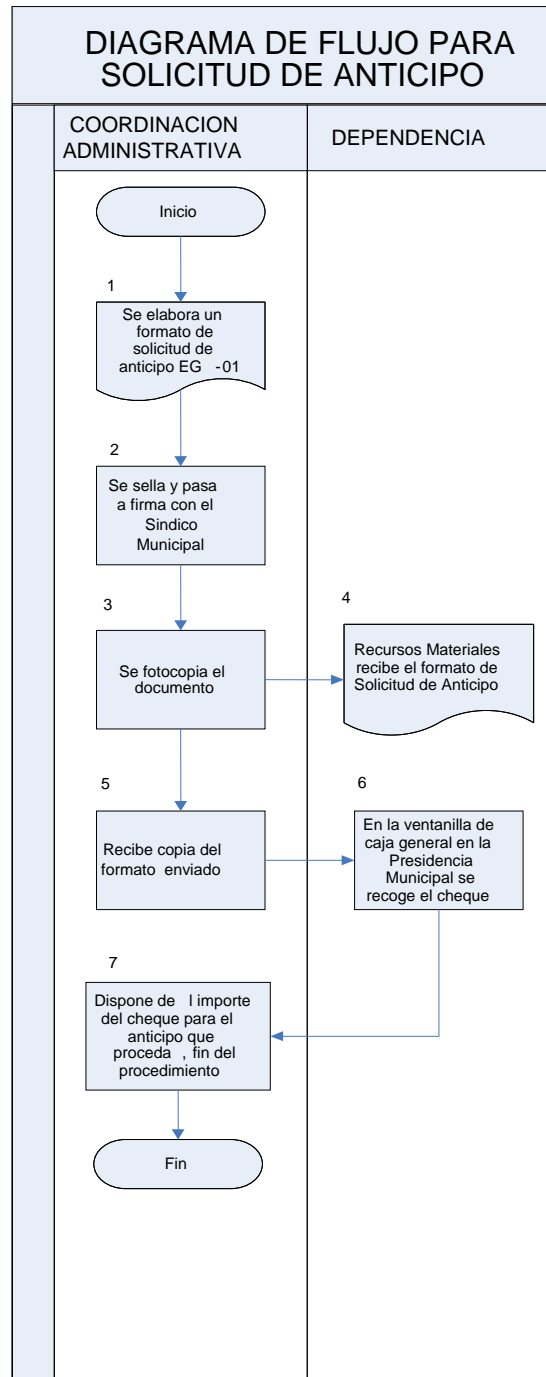 DIAGRAMA DE FLUJO PARA
SOLICITUD DE ANTICIPO
COORDINACION
ADMINISTRATIVA
DEPENDENCIA
Inicio
1
Se elabora un
formato de
solicitud de
anticipo EG -01
2
Se sella y pasa
a firma con el
Sindico
Municipal
3
Se fotocopia el
documento
4
Recursos Materiales
recibe el formato de
Solicitud de Anticipo
5
Recibe copia del
formato enviado
6
En la ventanilla de
caja general en la
Presidencia
Municipal se
recoge el cheque
7
Dispone de l importe
del cheque para el
anticipo que
proceda , fin del
procedimiento
Fin